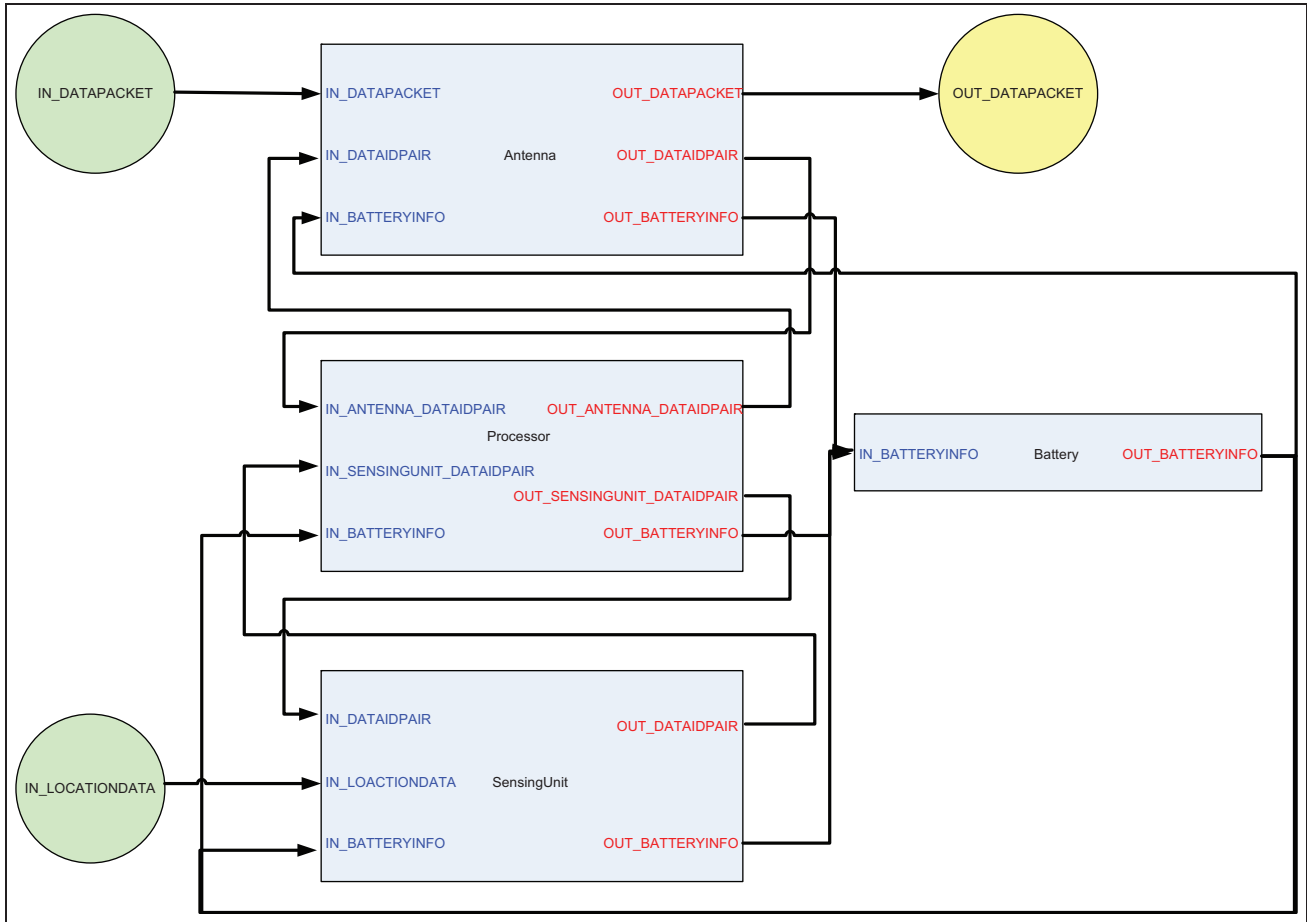 IN_DATAPACKET
IN_DATAPACKET
OUT_DATAPACKET
OUT_DATAPACKET
IN_DATAIDPAIR
Antenna
OUT_DATAIDPAIR
IN_BATTERYINFO
OUT_BATTERYINFO
IN_ANTENNA_DATAIDPAIR
OUT_ANTENNA_DATAIDPAIR
Processor
IN_SENSINGUNIT_DATAIDPAIR
OUT_SENSINGUNIT_DATAIDPAIR
IN_BATTERYINFO
OUT_BATTERYINFO
IN_BATTERYINFO
Battery
OUT_BATTERYINFO
IN_DATAIDPAIR
OUT_DATAIDPAIR
IN_LOCATIONDATA
IN_LOACTIONDATA
SensingUnit
IN_BATTERYINFO
OUT_BATTERYINFO